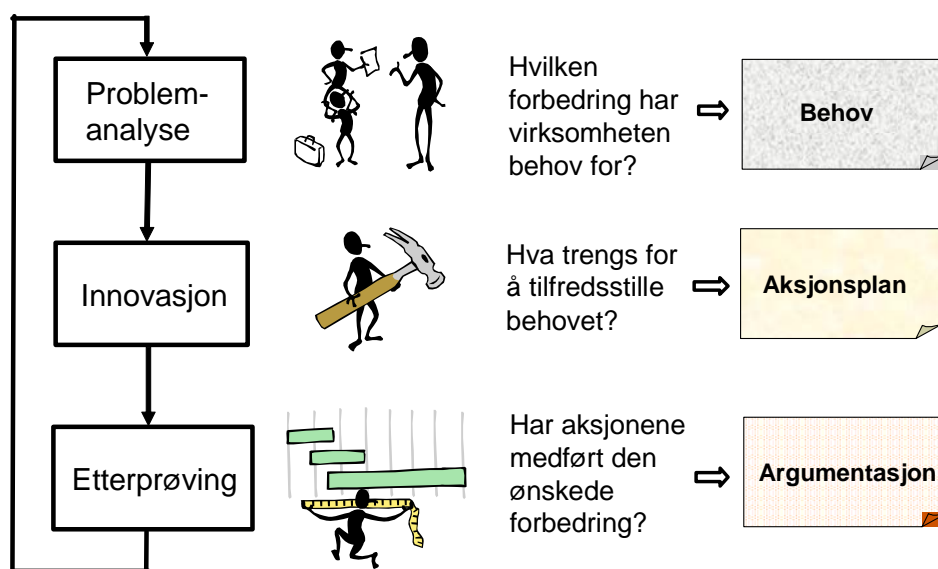 Problem-
analyse
Hvilken
forbedring har
virksomheten
behov for?
Behov
Innovasjon
Hva trengs for
å tilfredsstille
behovet?
Aksjonsplan
Etterprøving
Har aksjonene
medført den
ønskede
forbedring?
Argumentasjon